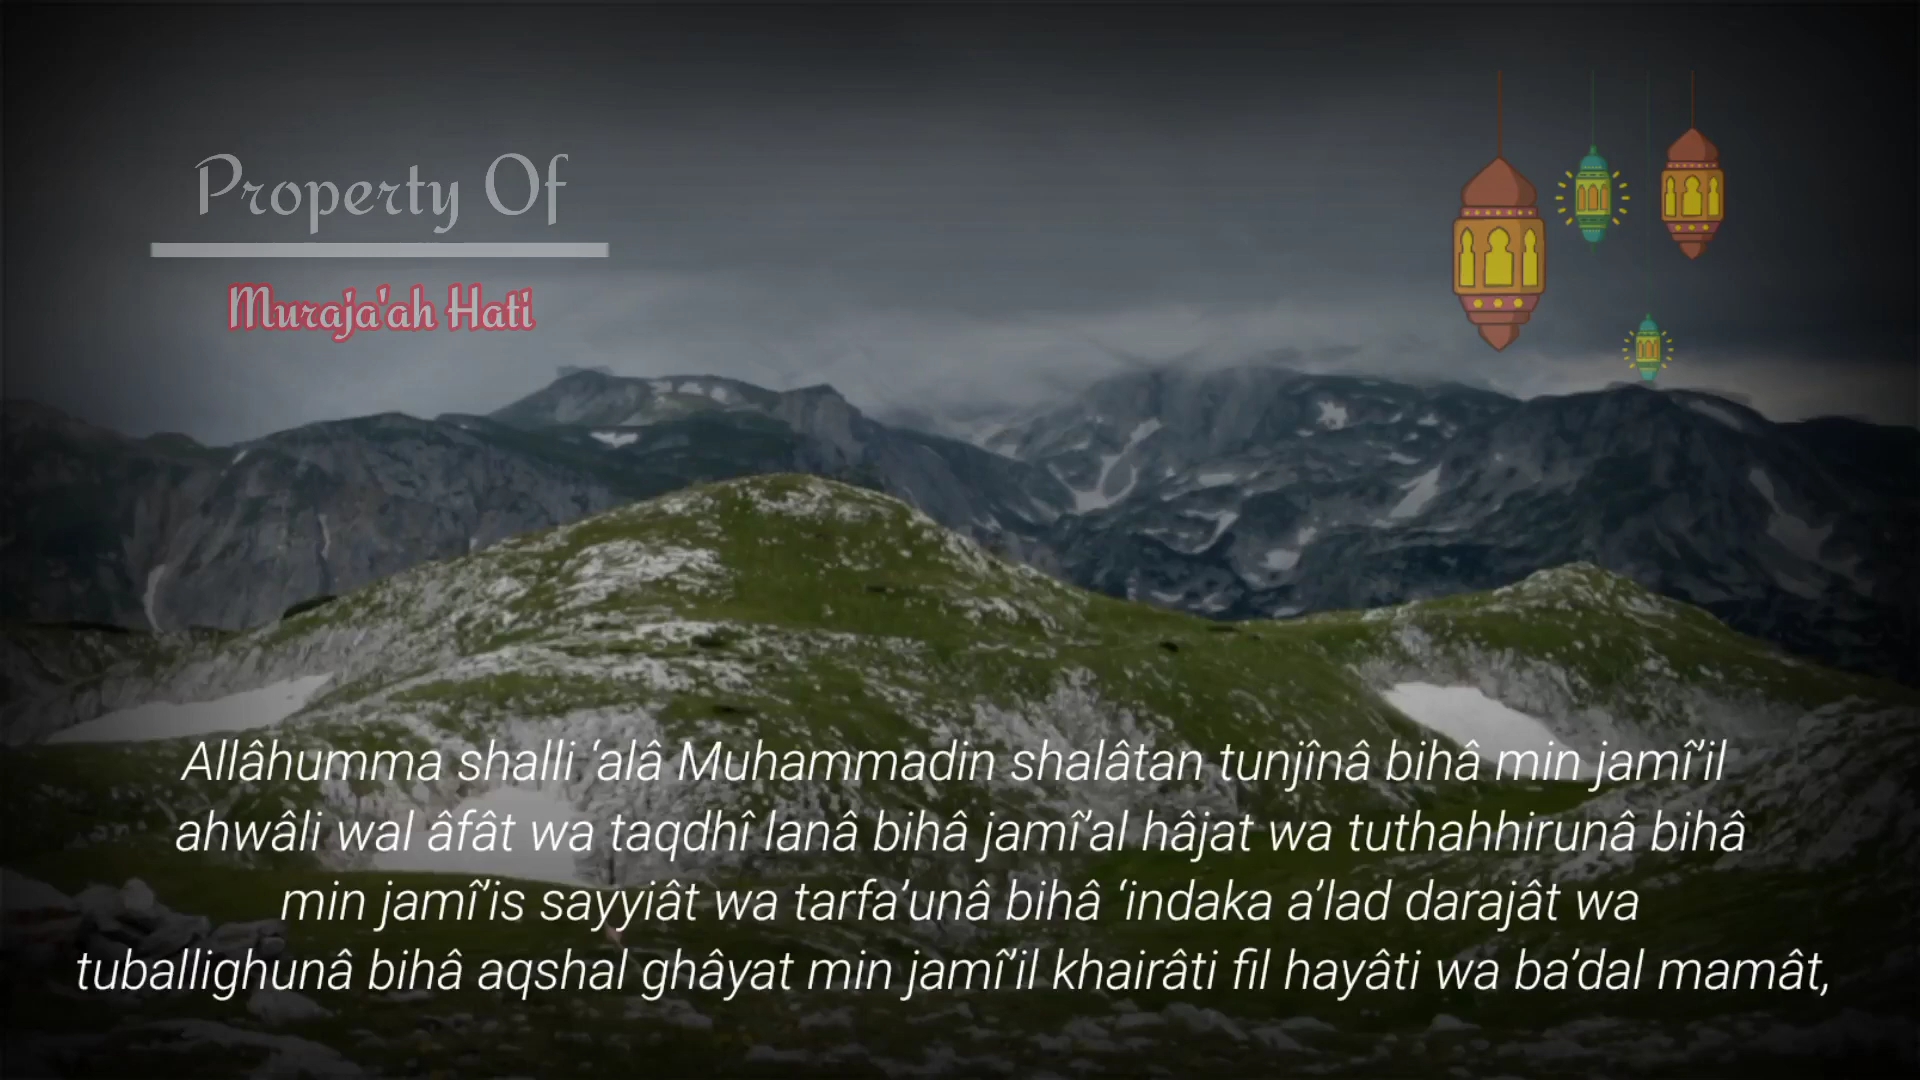 Property Of
Muraja'ah Hati
Allâhumma shalli ‘alâ Muhammadin shalâtan tunjînâ bihâ min jamî’il
ahwâli wal âfât wa taqdhî lanâ bihâ jamî’al hâjat wa tuthahhirunâ bihâ
min jamî’is sayyiât wa tarfa’unâ bihâ ‘indaka a’lad darajât wa
tuballighunâ bihâ aqshal ghâyat min jamî’il khairâti fil hayâti wa ba’dal mamât,